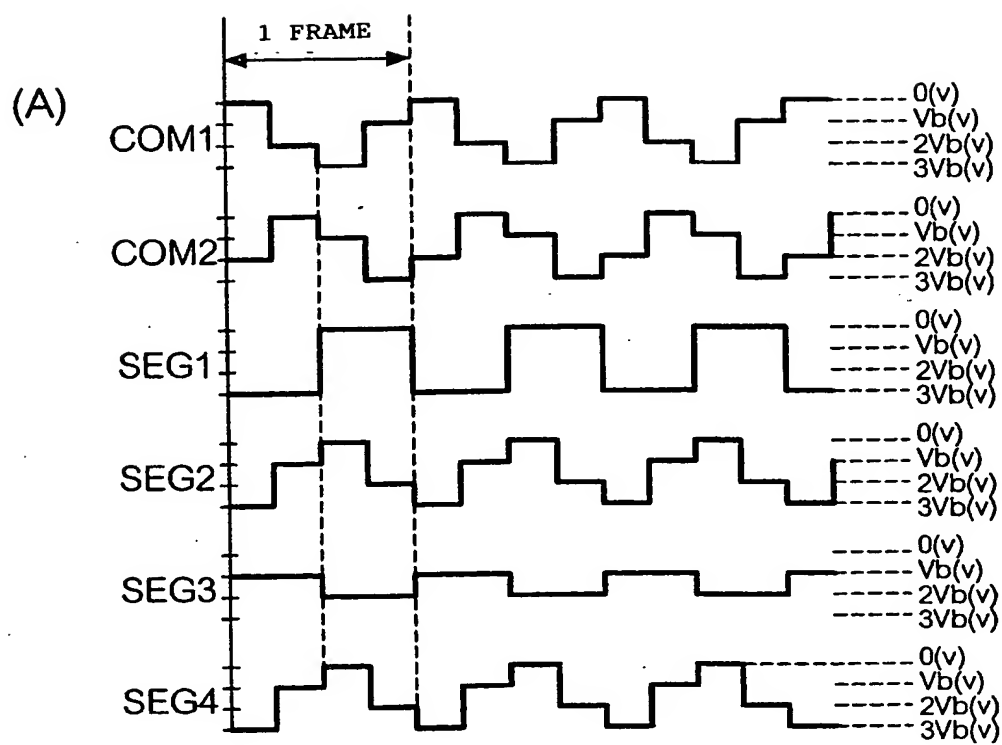 1 FRAME
(A)
COM1
0(v)
Vb(v)
2Vb(v)
3Vb(v)
COM2
0(v)
Vb(v)
2Vb(v)
3Vb(v)
SEG1
0(v)
Vb(v)
2Vb(v)
3Vb(v)
SEG2
0(v)
Vb(v)
2Vb(v)
3Vb(v)
SEG3
0(v)
Vb(v)
2Vb(v)
3Vb(v)
SEG4
0(v)
Vb(v)
2Vb(v)
3Vb(v)